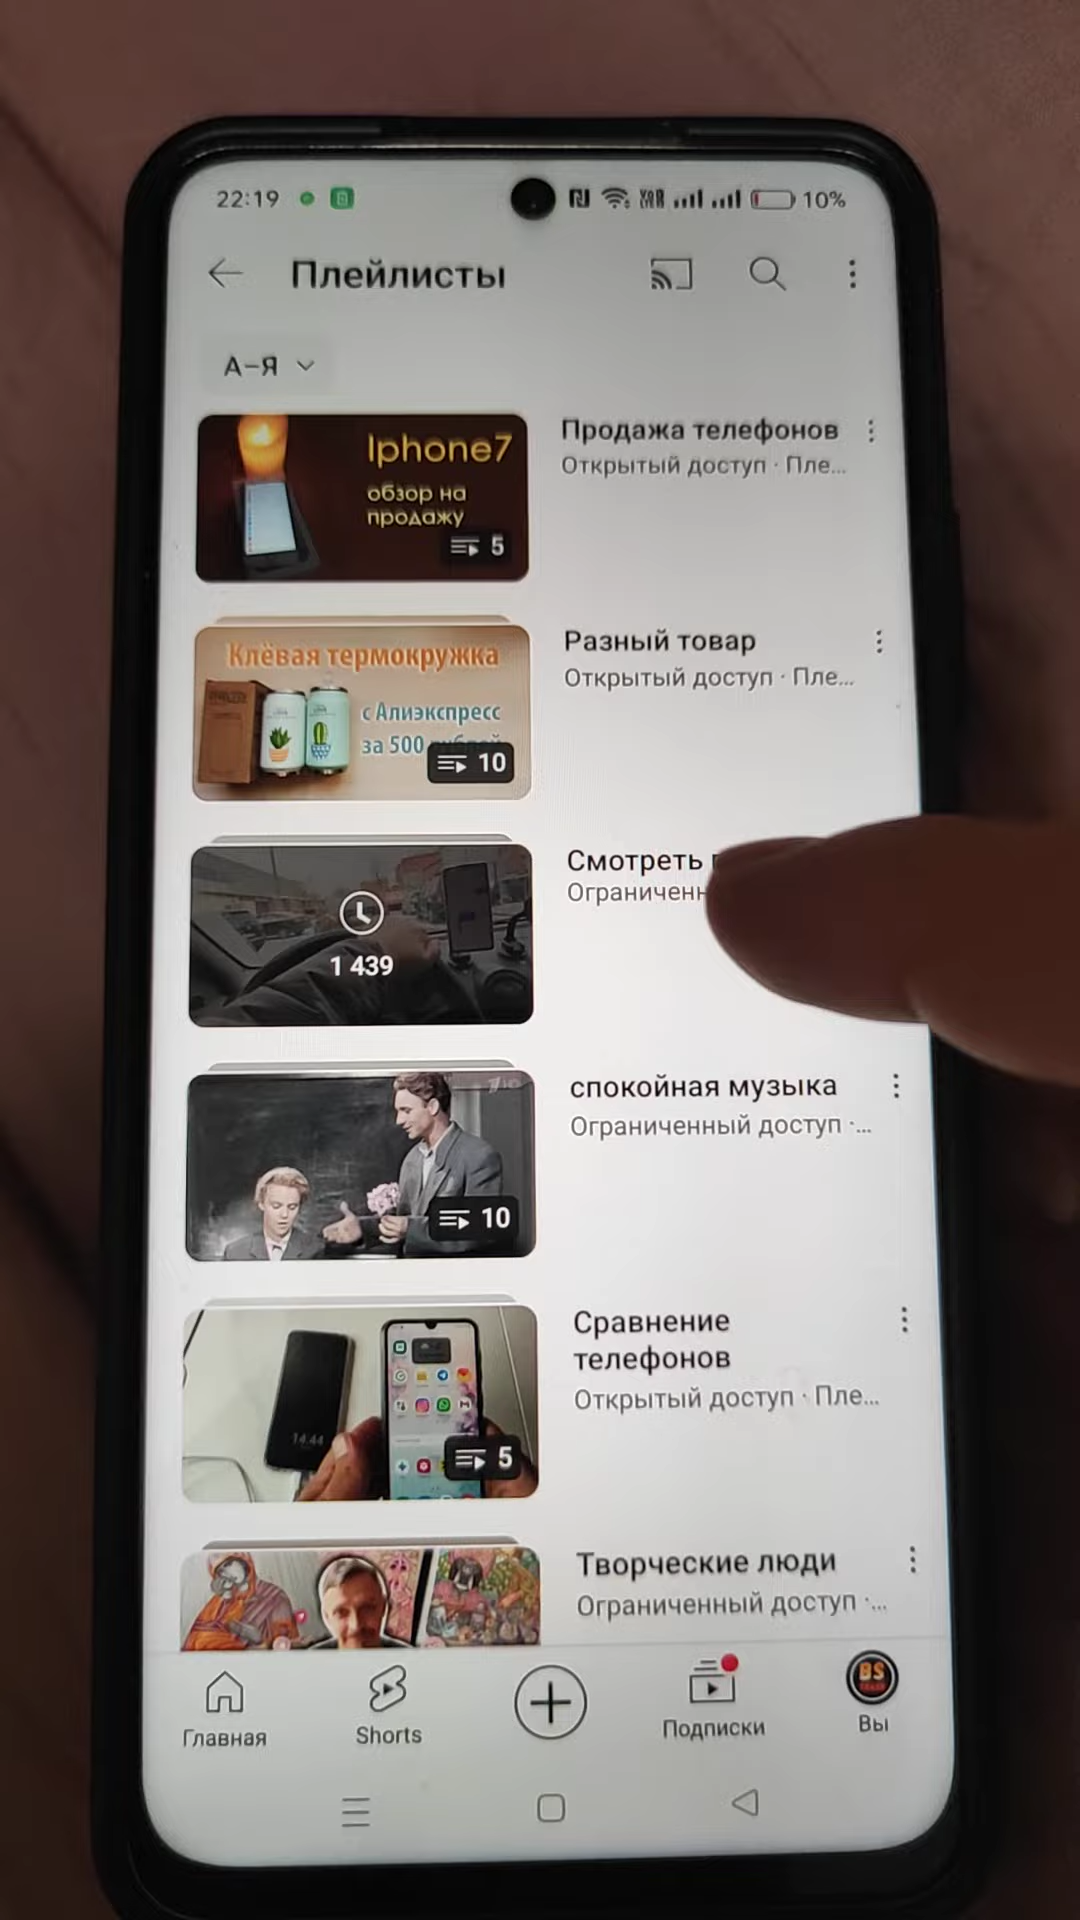 22:19
10%
Плейлисты
А–Я
Iphone7
обзор на
продажу
5
Продажа телефонов
Открытый доступ · Пле...
Клёвая термокружка
с Алиэкспресс
за 500
10
Разный товар
Открытый доступ · Пле...
1 439
Смотреть
Ограниченн
10
спокойная музыка
Ограниченный доступ ·...
14.44
5
Сравнение
телефонов
Открытый доступ · Пле...
Творческие люди
Ограниченный доступ ·...
Главная
Shorts
Подписки
BS
Вы